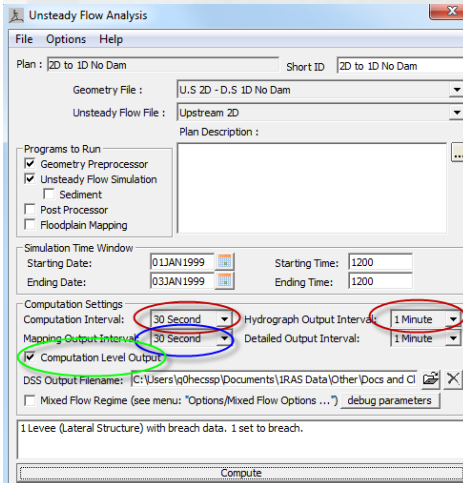 Unsteady Flow Analysis
File Options Help
Plan : 2D to 1D No Dam Short ID 2D to 1D No Dam
Geometry File : U.S 2D - D.S 1D No Dam
Unsteady Flow File : Upstream 2D
Plan Description :
Programs to Run
Geometry Preprocessor
Unsteady Flow Simulation
Sediment
Post Processor
Floodplain Mapping
...
Simulation Time Window
Starting Date: 01JAN1999 Starting Time: 1200
Ending Date: 03JAN1999 Ending Time: 1200
Computation Settings
Computation Interval: 30 Second Hydrograph Output Interval: 1 Minute
Mapping Output Interval: 30 Second Detailed Output Interval: 1 Minute
Computation Level Output
DSS Output Filename: C:\Users\q0hecssp\Documents\1RAS Data\Other\Docs and Cl
Mixed Flow Regime (see menu: "Options/Mixed Flow Options ...") debug parameters
1 Levee (Lateral Structure) with breach data. 1 set to breach.
Compute